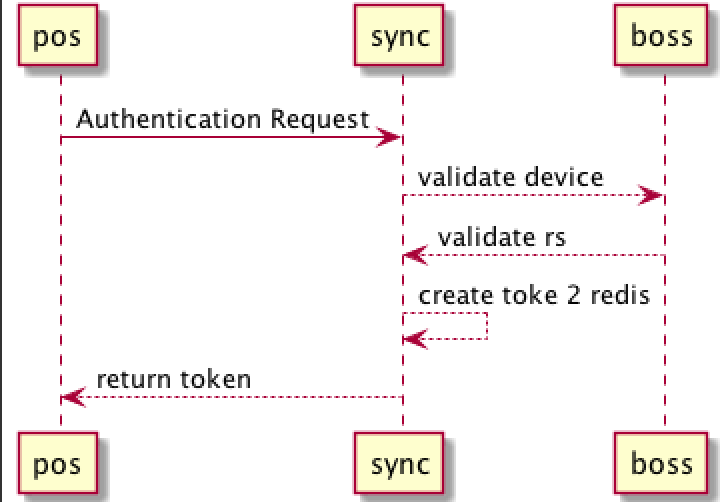 pos
sync
boss
Authentication Request
validate device
validate rs
create toke 2 redis
return token
pos
sync
boss